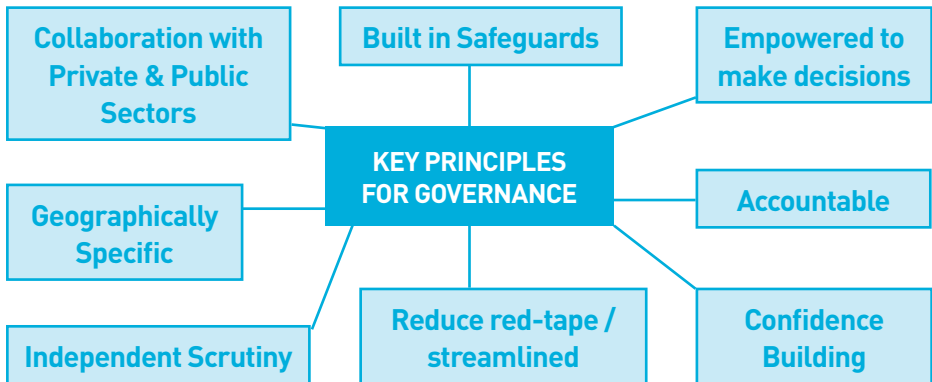 Collaboration with
Private & Public
Sectors
Built in Safeguards
Empowered to
make decisions
KEY PRINCIPLES
FOR GOVERNANCE
Geographically
Specific
Accountable
Independent Scrutiny
Reduce red-tape /
streamlined
Confidence
Building